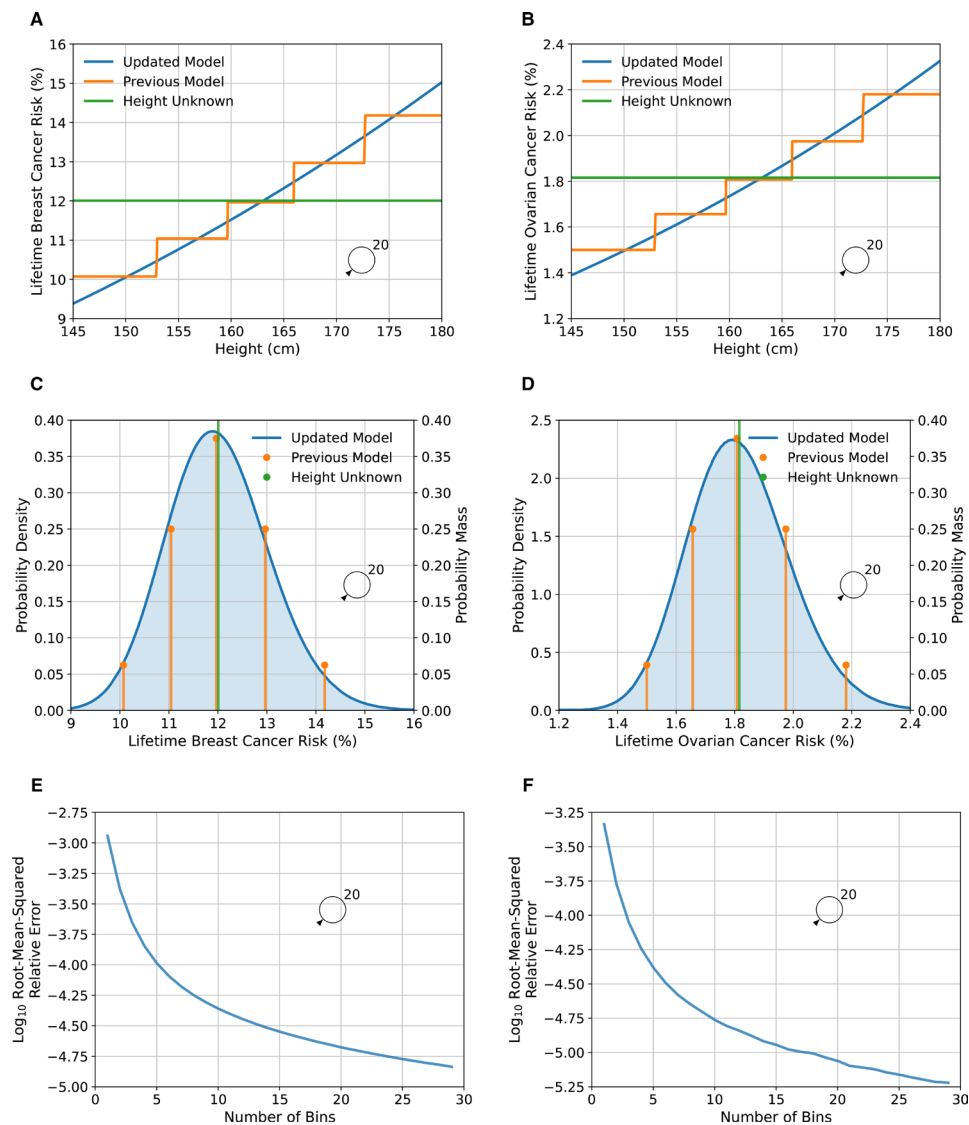 A
Lifetime Breast Cancer Risk (%)
16
15
14
13
12
11
10
9
Updated Model
Previous Model
Height Unknown
20
145 150 155 160 165 170 175 180
Height (cm)
B
Lifetime Ovarian Cancer Risk (%)
2.4
2.2
2.0
1.8
1.6
1.4
1.2
Updated Model
Previous Model
Height Unknown
20
145 150 155 160 165 170 175 180
Height (cm)
C
Probability Density
0.40
0.35
0.30
0.25
0.20
0.15
0.10
0.05
0.00
Updated Model
Previous Model
Height Unknown
20
0.40
0.35
0.30
0.25
0.20
0.15
0.10
0.05
0.00
Probability Mass
9 10 11 12 13 14 15 16
Lifetime Breast Cancer Risk (%)
D
Probability Density
2.5
2.0
1.5
1.0
0.5
0.0
Updated Model
Previous Model
Height Unknown
20
0.40
0.35
0.30
0.25
0.20
0.15
0.10
0.05
0.00
Probability Mass
1.2 1.4 1.6 1.8 2.0 2.2 2.4
Lifetime Ovarian Cancer Risk (%)
E
Log₁₀ Root-Mean-Squared
Relative Error
−2.75
−3.00
−3.25
−3.50
−3.75
−4.00
−4.25
−4.50
−4.75
−5.00
20
0 5 10 15 20 25 30
Number of Bins
F
Log₁₀ Root-Mean-Squared
Relative Error
−3.25
−3.50
−3.75
−4.00
−4.25
−4.50
−4.75
−5.00
−5.25
20
0 5 10 15 20 25 30
Number of Bins